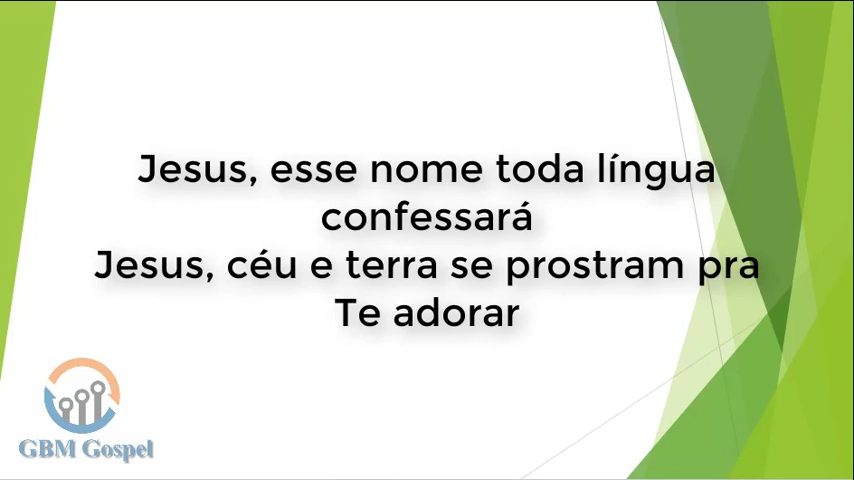 Jesus, esse nome toda língua
confessará
Jesus, céu e terra se prostram pra
Te adorar
GBM Gospel